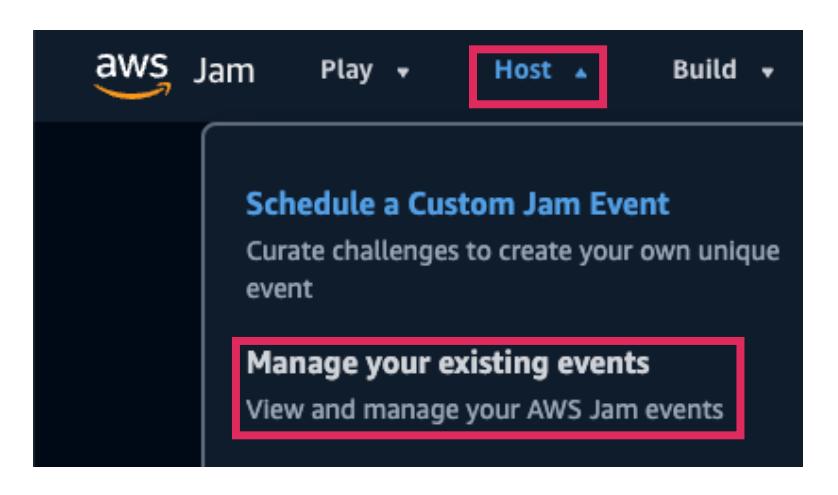 aws Jam Play Host Build
Schedule a Custom Jam Event
Curate challenges to create your own unique
event
Manage your existing events
View and manage your AWS Jam events